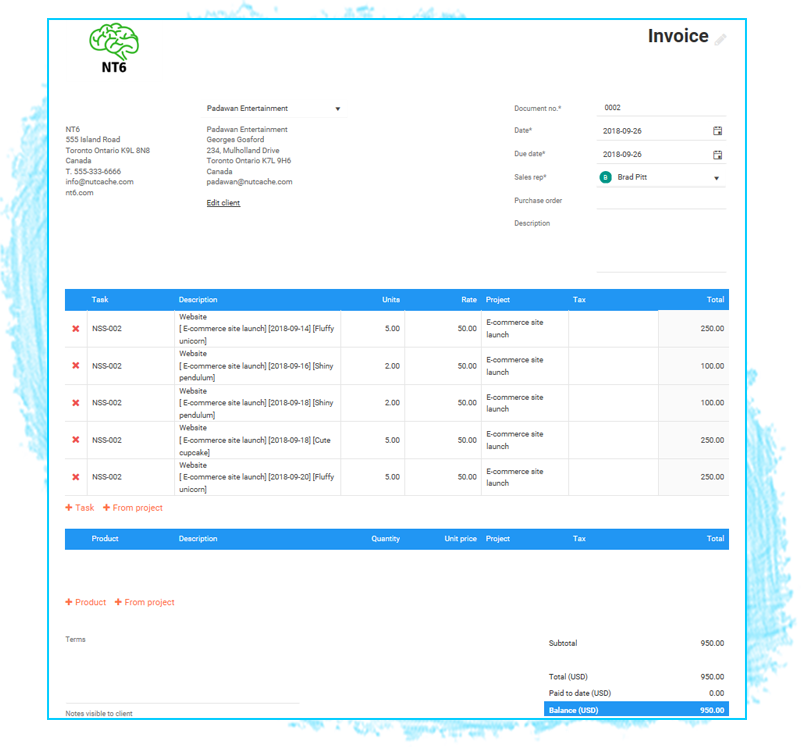 Invoice
NT6
Padawan Entertainment
NT6
555 Island Road
Toronto Ontario K9L 8N8
Canada
T. 555-333-6666
info@nutcache.com
nt6.com
Padawan Entertainment
Georges Gosford
234, Mulholland Drive
Toronto Ontario K7L 9H6
Canada
padawan@nutcache.com
Edit client
Document no.* 0002
Date* 2018-09-26
Due date* 2018-09-26
Sales rep* B Brad Pitt
Purchase order
Description
Task Description Units Rate Project Tax Total
Website
NSS-002 [ E-commerce site launch] [2018-09-14] [Fluffy 5.00 50.00 E-commerce site 250.00
unicorn] launch
Website
NSS-002 [ E-commerce site launch] [2018-09-16] [Shiny 2.00 50.00 E-commerce site 100.00
pendulum] launch
Website
NSS-002 [ E-commerce site launch] [2018-09-18] [Shiny 2.00 50.00 E-commerce site 100.00
pendulum] launch
Website
NSS-002 [ E-commerce site launch] [2018-09-18] [Cute 5.00 50.00 E-commerce site 250.00
cupcake] launch
Website
NSS-002 [ E-commerce site launch] [2018-09-20] [Fluffy 5.00 50.00 E-commerce site 250.00
unicorn] launch
+ Task + From project
Product Description Quantity Unit price Project Tax Total
+ Product + From project
Terms
Subtotal 950.00
Total (USD) 950.00
Paid to date (USD) 0.00
Balance (USD) 950.00
Notes visible to client